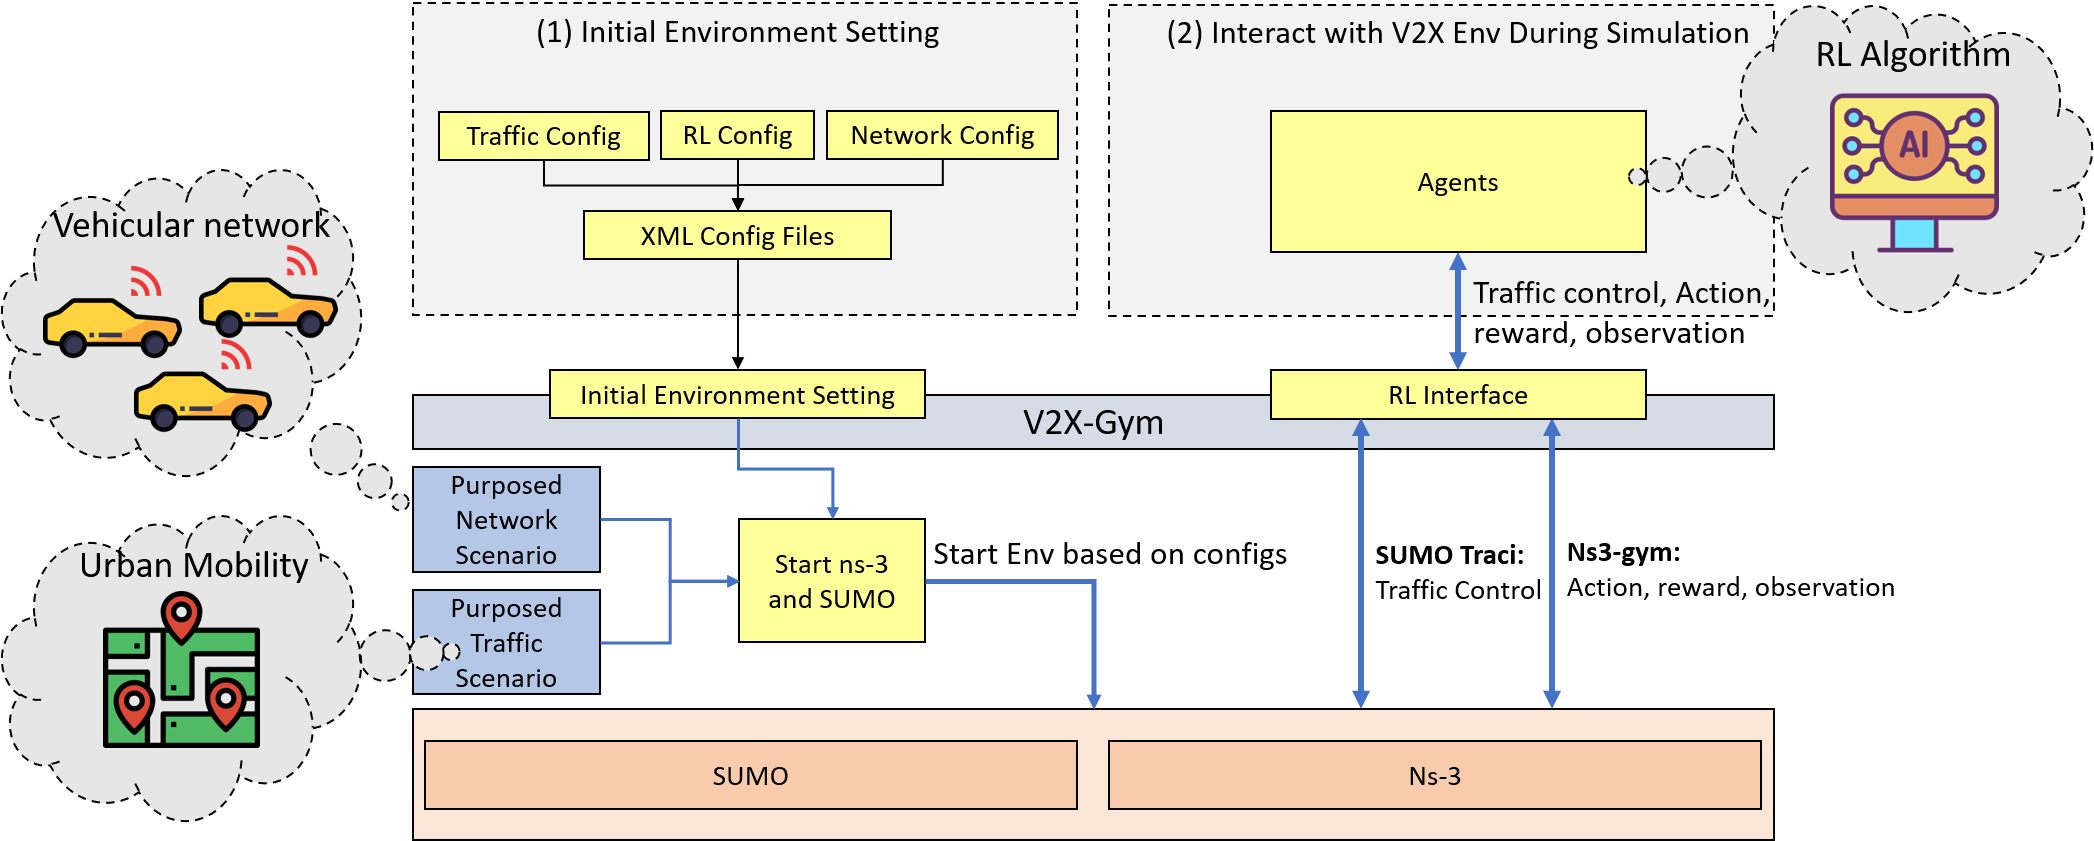 (1) Initial Environment Setting
(2) Interact with V2X Env During Simulation
RL Algorithm
AI
Traffic Config
RL Config
Network Config
XML Config Files
Agents
Vehicular network
Traffic control, Action,
reward, observation
Initial Environment Setting
RL Interface
V2X-Gym
Purposed
Network
Scenario
Urban Mobility
Purposed
Traffic
Scenario
Start ns-3
and SUMO
Start Env based on configs
SUMO Traci:
Traffic Control
Ns3-gym:
Action, reward, observation
SUMO
Ns-3